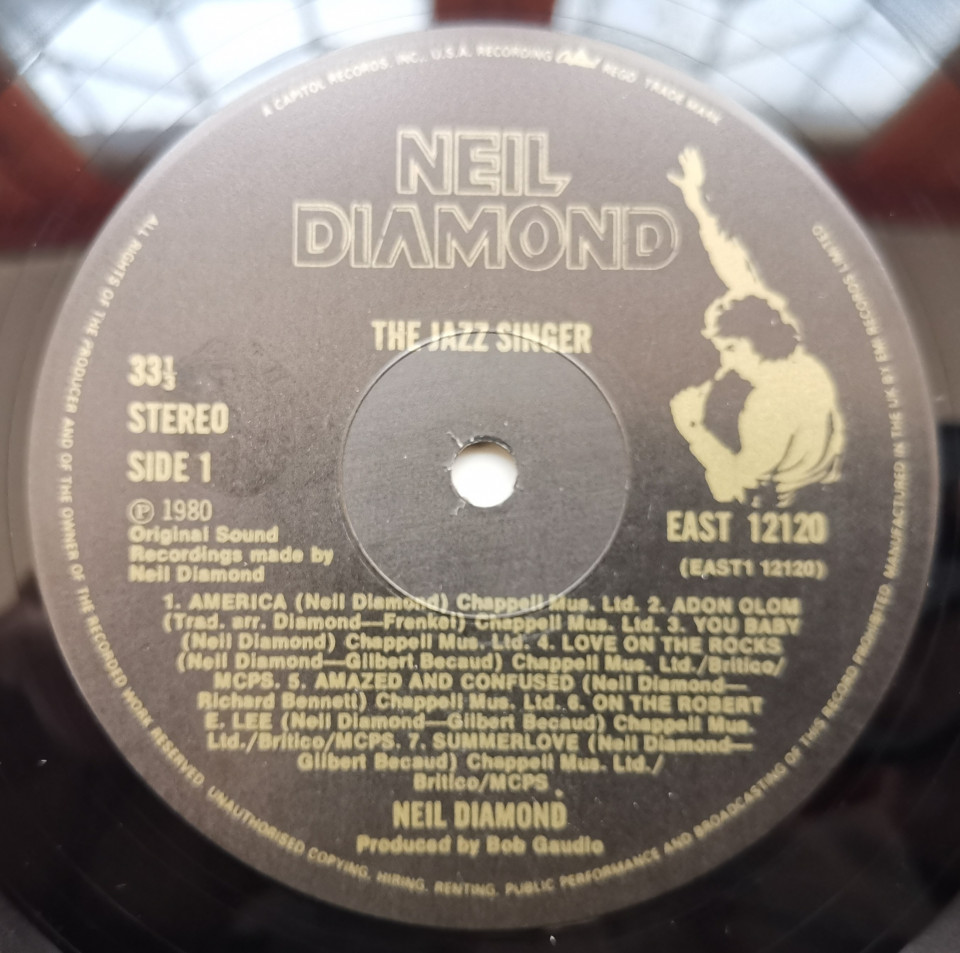 A CAPITOL RECORDS, INC., U.S.A. RECORDING Capitol REGD. TRADE MARK
NEIL
DIAMOND
THE JAZZ SINGER
33⅓
STEREO
SIDE 1
Ⓟ 1980
Original Sound
Recordings made by
Neil Diamond
EAST 12120
(EAST1 12120)
1. AMERICA (Neil Diamond) Chappell Mus. Ltd. 2. ADON OLOM
(Trad. arr. Diamond—Frenkel) Chappell Mus. Ltd. 3. YOU BABY
(Neil Diamond) Chappell Mus. Ltd. 4. LOVE ON THE ROCKS
(Neil Diamond—Gilbert Becaud) Chappell Mus. Ltd./Britico/
MCPS. 5. AMAZED AND CONFUSED (Neil Diamond—
Richard Bennett) Chappell Mus. Ltd. 6. ON THE ROBERT
E. LEE (Neil Diamond—Gilbert Becaud) Chappell Mus.
Ltd./Britico/MCPS. 7. SUMMERLOVE (Neil Diamond—
Gilbert Becaud) Chappell Mus. Ltd./
Britico/MCPS
NEIL DIAMOND
Produced by Bob Gaudio
ALL RIGHTS OF THE PRODUCER AND OF THE OWNER OF THE RECORDED WORK RESERVED. UNAUTHORISED COPYING, HIRING, RENTING, PUBLIC PERFORMANCE AND BROADCASTING OF THIS RECORD PROHIBITED. MANUFACTURED IN THE UK BY EMI RECORDS LIMITED